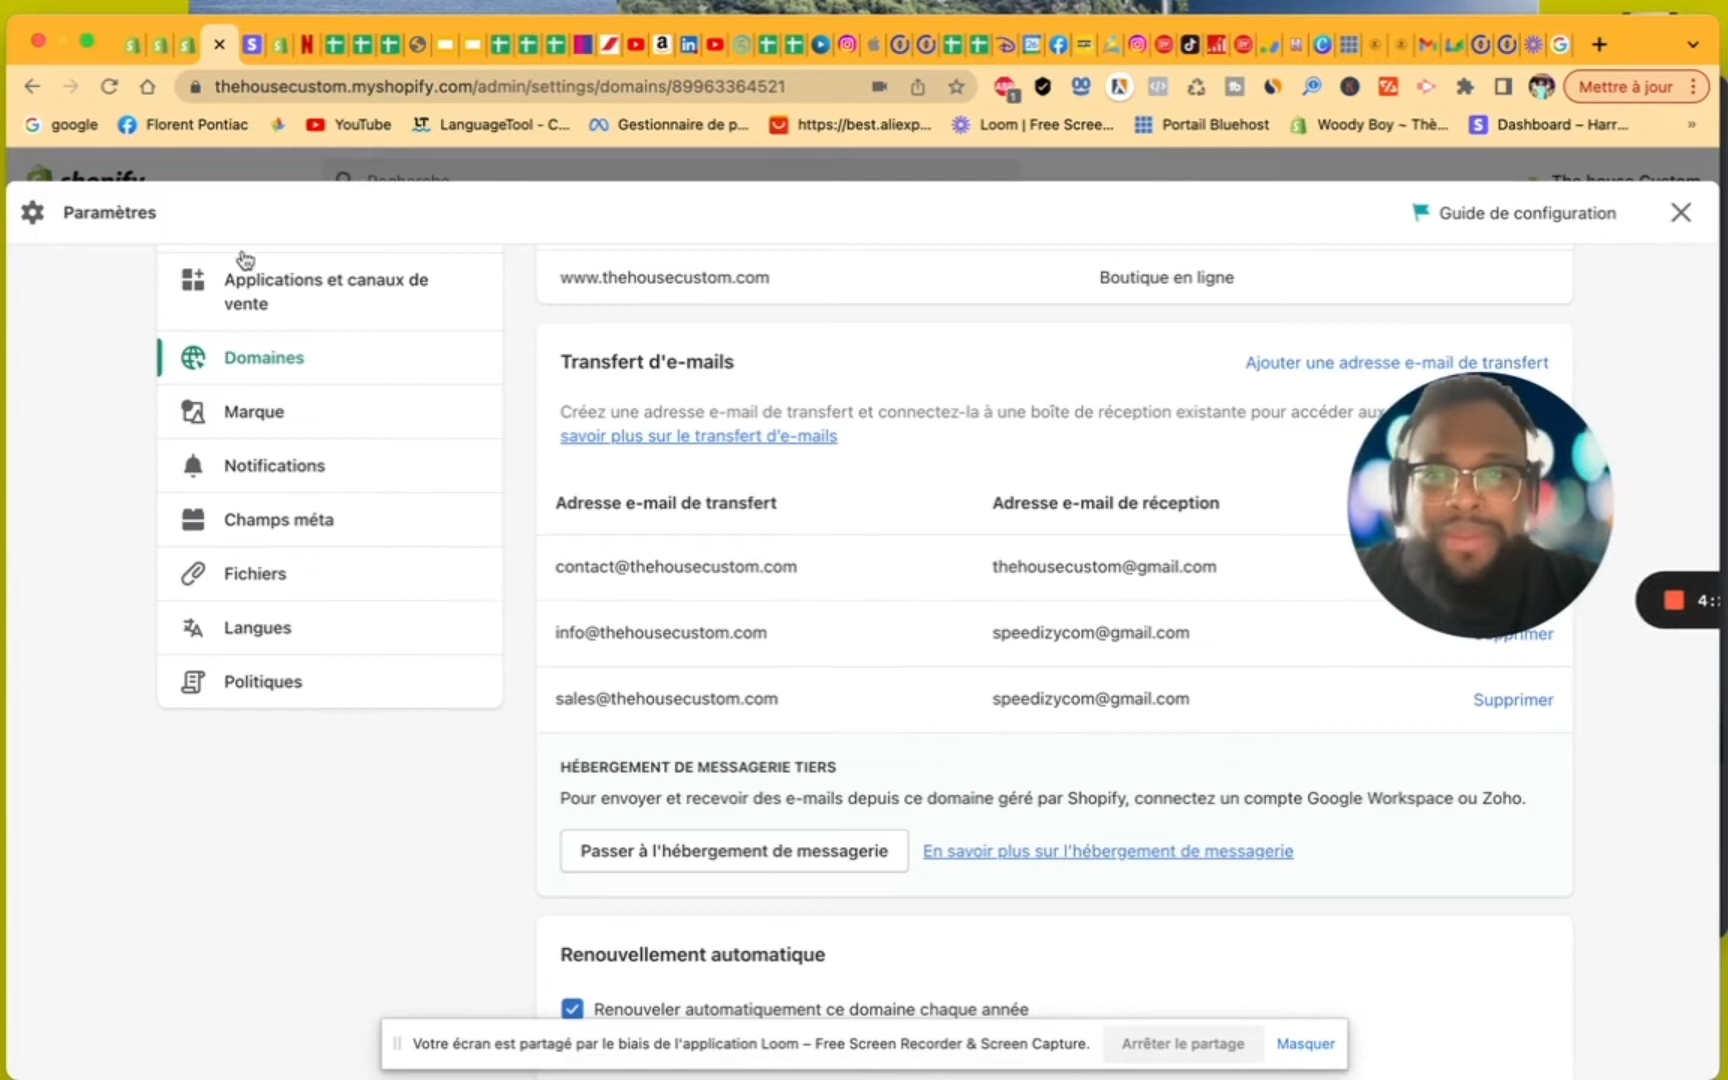 thehousecustom.myshopify.com/admin/settings/domains/89963364521
Mettre à jour
google
Florent Pontiac
YouTube
LanguageTool - C...
Gestionnaire de p...
https://best.aliexp...
Loom | Free Scree...
Portail Bluehost
Woody Boy ~ Thè...
Dashboard – Harr...
»
shopify
Recherche
The house Custom
Paramètres
Guide de configuration
Applications et canaux de
vente
Domaines
Marque
Notifications
Champs méta
Fichiers
Langues
Politiques
www.thehousecustom.com
Boutique en ligne
Transfert d'e-mails
Ajouter une adresse e-mail de transfert
Créez une adresse e-mail de transfert et connectez-la à une boîte de réception existante pour accéder aux
savoir plus sur le transfert d'e-mails
Adresse e-mail de transfert
Adresse e-mail de réception
contact@thehousecustom.com
thehousecustom@gmail.com
info@thehousecustom.com
speedizycom@gmail.com
Supprimer
sales@thehousecustom.com
speedizycom@gmail.com
Supprimer
HÉBERGEMENT DE MESSAGERIE TIERS
Pour envoyer et recevoir des e-mails depuis ce domaine géré par Shopify, connectez un compte Google Workspace ou Zoho.
Passer à l'hébergement de messagerie
En savoir plus sur l'hébergement de messagerie
Renouvellement automatique
Renouveler automatiquement ce domaine chaque année
Votre écran est partagé par le biais de l'application Loom – Free Screen Recorder & Screen Capture.
Arrêter le partage
Masquer
4: